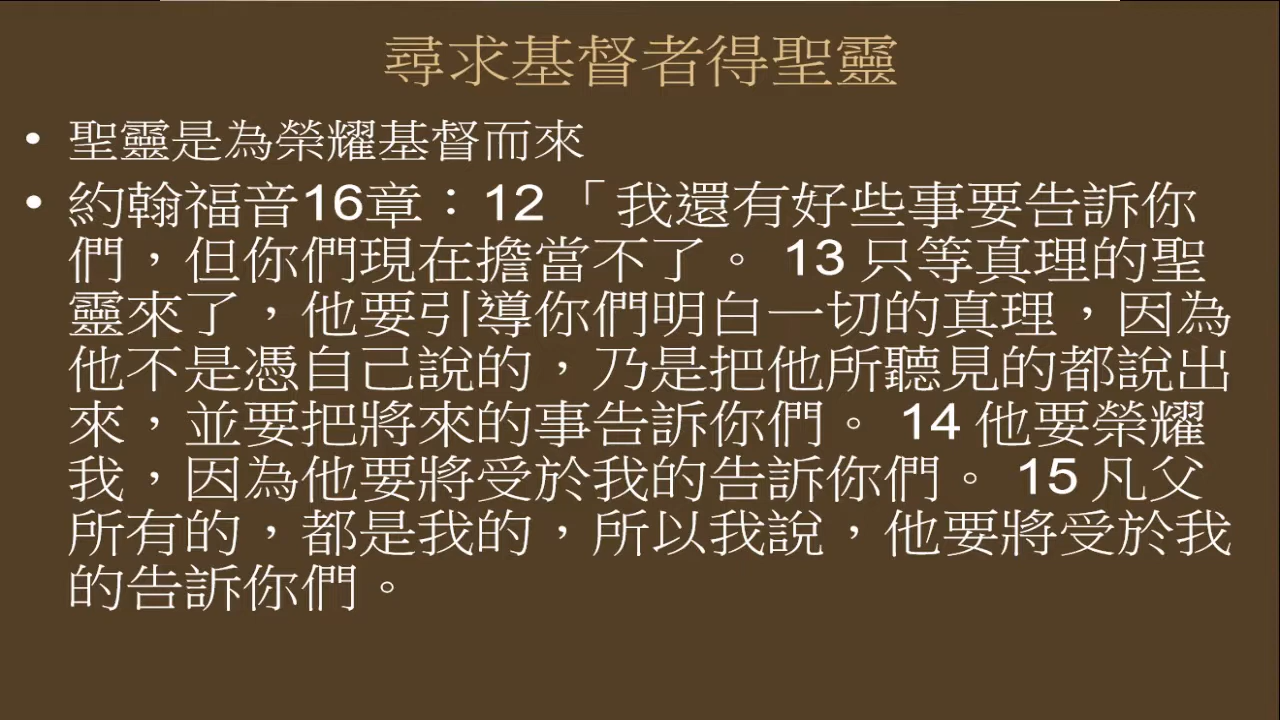 尋求基督者得聖靈
• 聖靈是為榮耀基督而來
• 約翰福音16章：12 「我還有好些事要告訴你
們，但你們現在擔當不了。 13 只等真理的聖
靈來了，他要引導你們明白一切的真理，因為
他不是憑自己說的，乃是把他所聽見的都說出
來，並要把將來的事告訴你們。 14 他要榮耀
我，因為他要將受於我的告訴你們。 15 凡父
所有的，都是我的，所以我說，他要將受於我
的告訴你們。